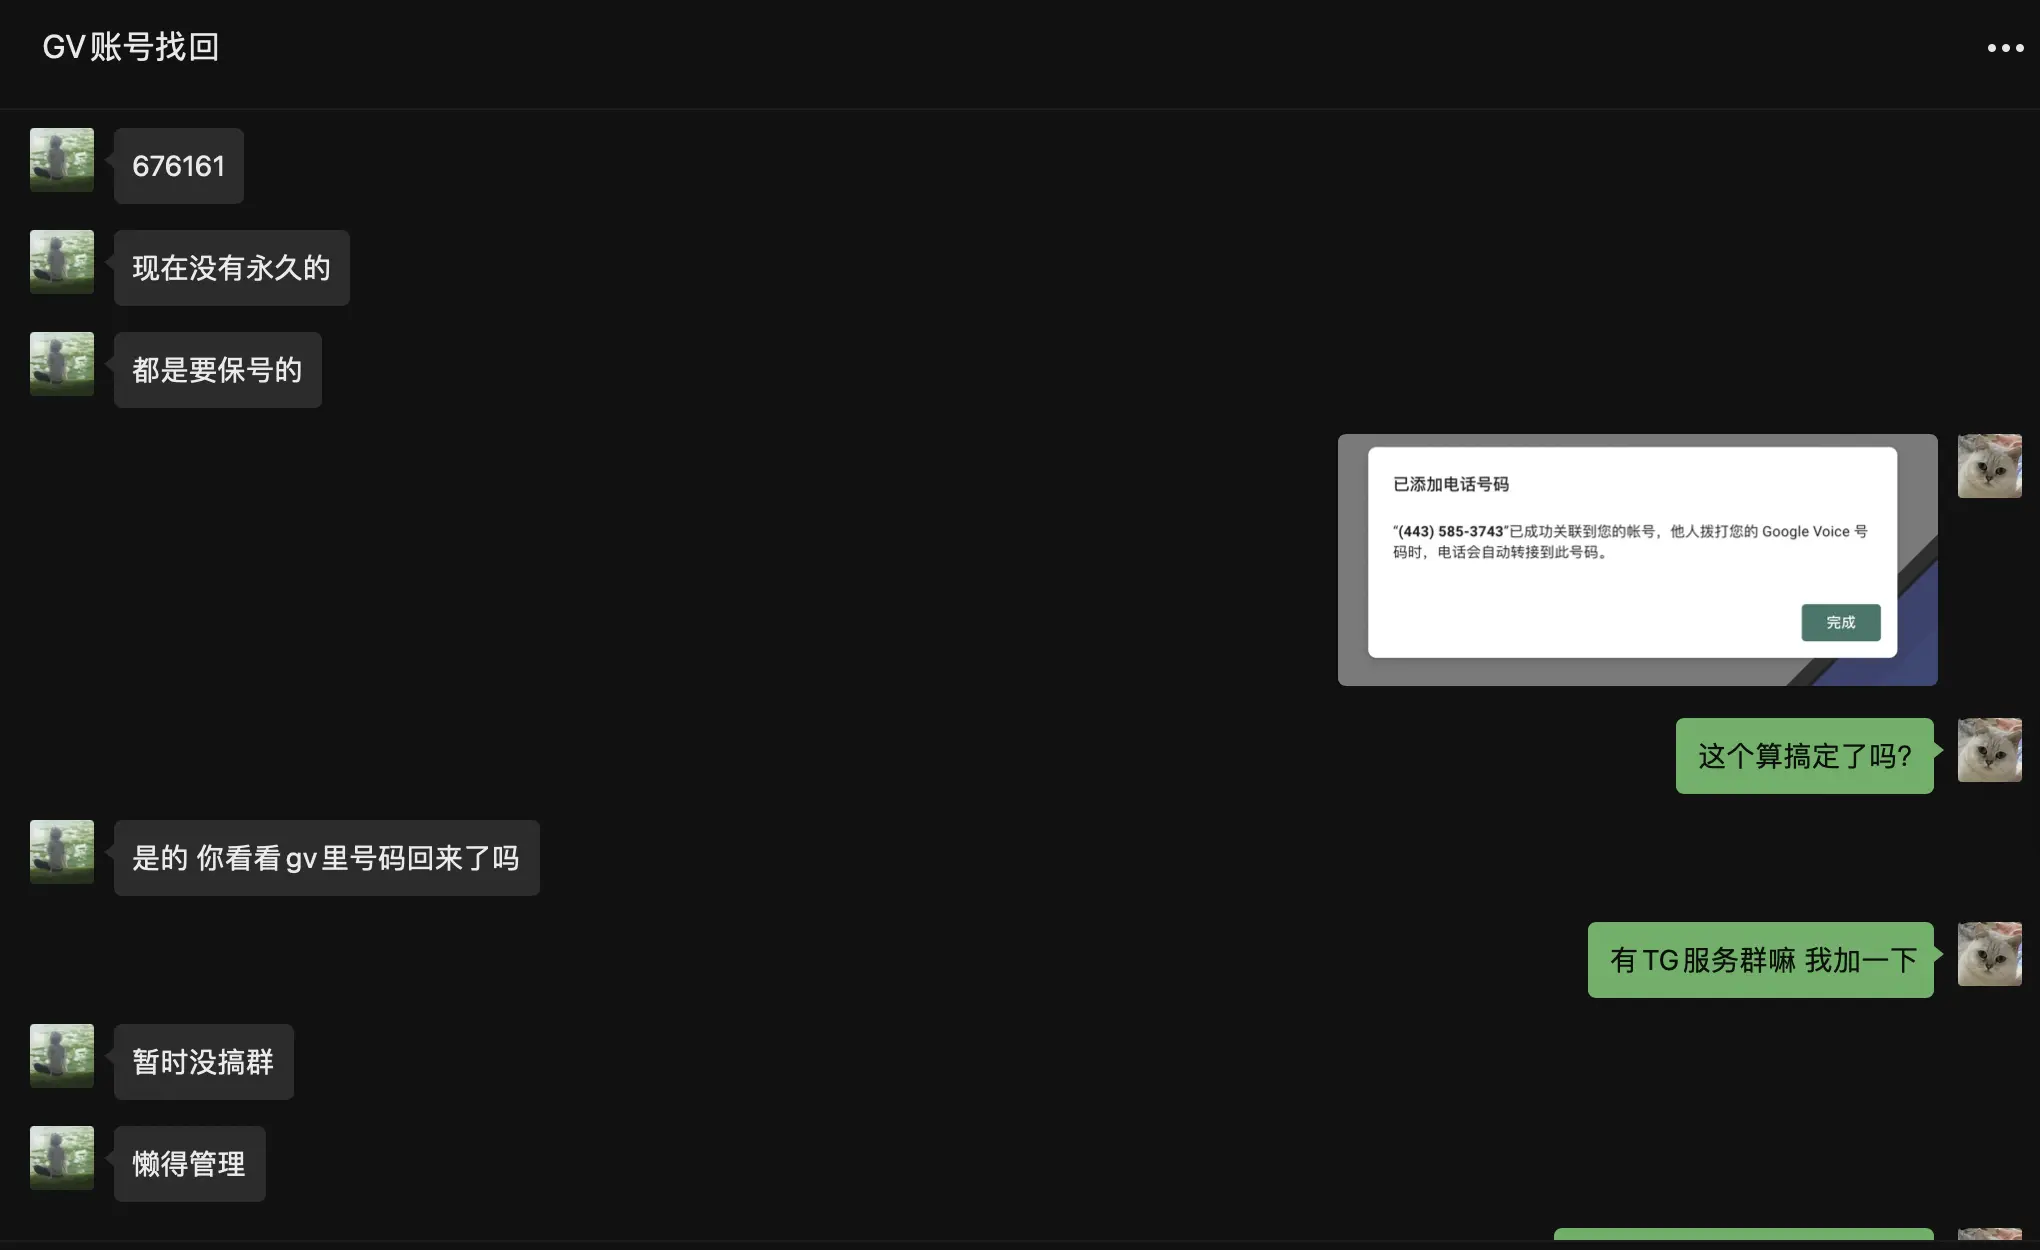 GV账号找回
676161
现在没有永久的
都是要保号的
已添加电话号码
“(443) 585-3743”已成功关联到您的帐号，他人拨打您的 Google Voice 号
码时，电话会自动转接到此号码。
完成
这个算搞定了吗?
是的 你看看gv里号码回来了吗
有TG服务群嘛 我加一下
暂时没搞群
懒得管理